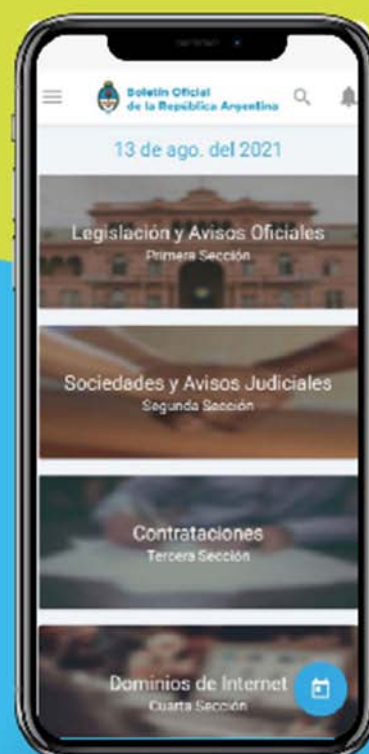 Boletín Oficial
de la República Argentina
13 de ago. del 2021
Legislación y Avisos Oficiales
Primera Sección
Sociedades y Avisos Judiciales
Segunda Sección
Contrataciones
Tercera Sección
Dominios de Internet
Cuarta Sección